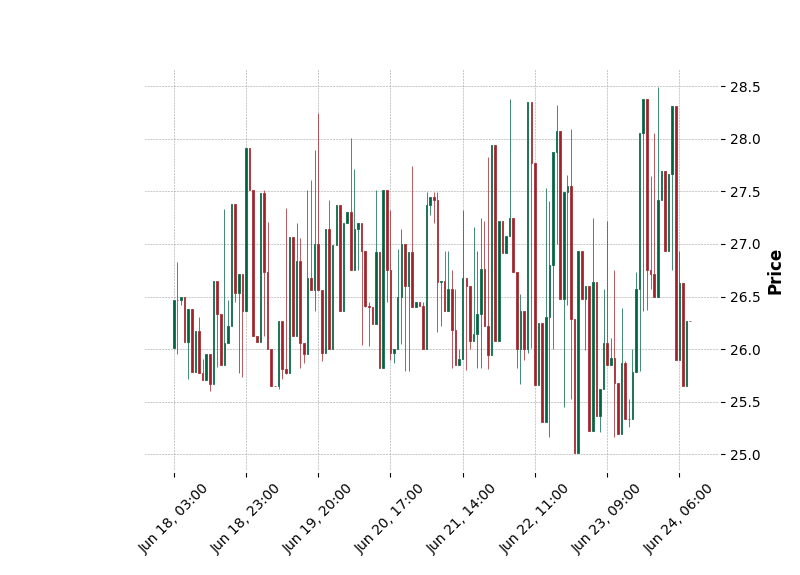 28.5
28.0
27.5
27.0
26.5
26.0
25.5
25.0
Price
Jun 18, 03:00
Jun 18, 23:00
Jun 19, 20:00
Jun 20, 17:00
Jun 21, 14:00
Jun 22, 11:00
Jun 23, 09:00
Jun 24, 06:00